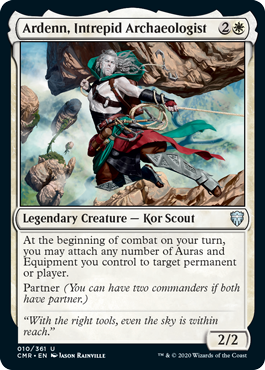 Ardenn, Intrepid Archaeologist 2
Legendary Creature — Kor Scout
At the beginning of combat on your turn,
you may attach any number of Auras and
Equipment you control to target permanent
or player.
Partner (You can have two commanders if both
have partner.)
“With the right tools, even the sky is within
reach.”
2/2
010/361 U
CMR • EN Jason Rainville ™ & © 2020 Wizards of the Coast